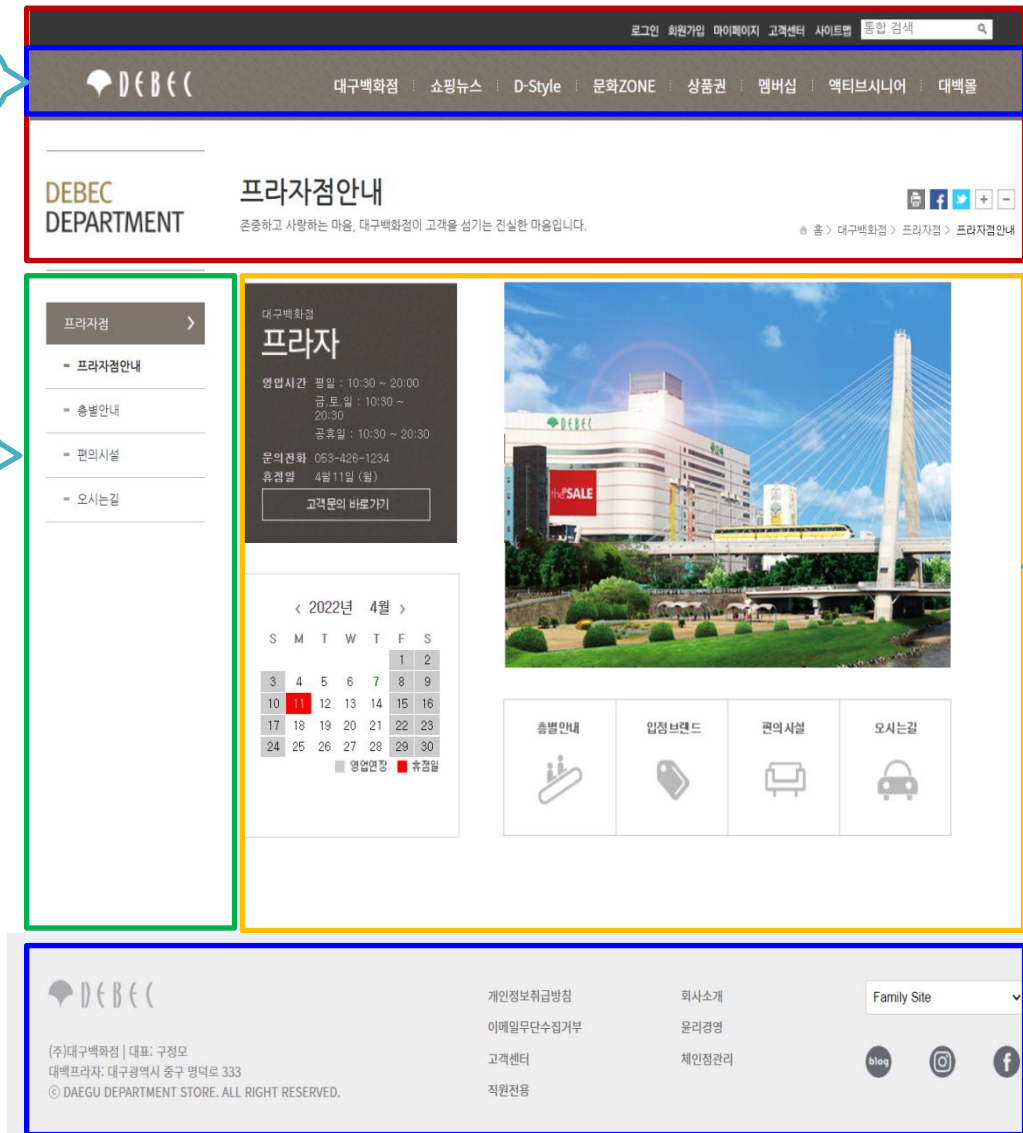 로그인 회원가입 마이페이지 고객센터 사이트맵 통합 검색
DEBEC
대구백화점 쇼핑뉴스 D-Style 문화ZONE 상품권 멤버십 액티브시니어 대백몰
DEBEC
DEPARTMENT
프라자점안내
존중하고 사랑하는 마음, 대구백화점이 고객을 섬기는 진실한 마음입니다.
홈 > 대구백화점 > 프라자점 > 프라자점안내
프라자점
프라자점안내
층별안내
편의시설
오시는길
대구백화점
프라자
영업시간 평일 : 10:30 ~ 20:00
금,토,일 : 10:30 ~
20:30
공휴일 : 10:30 ~ 20:30
문의전화 053-426-1234
휴점일 4월11일 (월)
고객문의 바로가기
DEBEC
the SALE
< 2022년 4월 >
S M T W T F S
1 2
3 4 5 6 7 8 9
10 11 12 13 14 15 16
17 18 19 20 21 22 23
24 25 26 27 28 29 30
영업연장 휴점일
층별안내 입점브랜드 편의시설 오시는길
DEBEC
(주)대구백화점 | 대표: 구정모
대백프라자: 대구광역시 중구 명덕로 333
ⓒ DAEGU DEPARTMENT STORE. ALL RIGHT RESERVED.
개인정보취급방침
이메일무단수집거부
고객센터
직원전용
회사소개
윤리경영
체인점관리
Family Site
blog